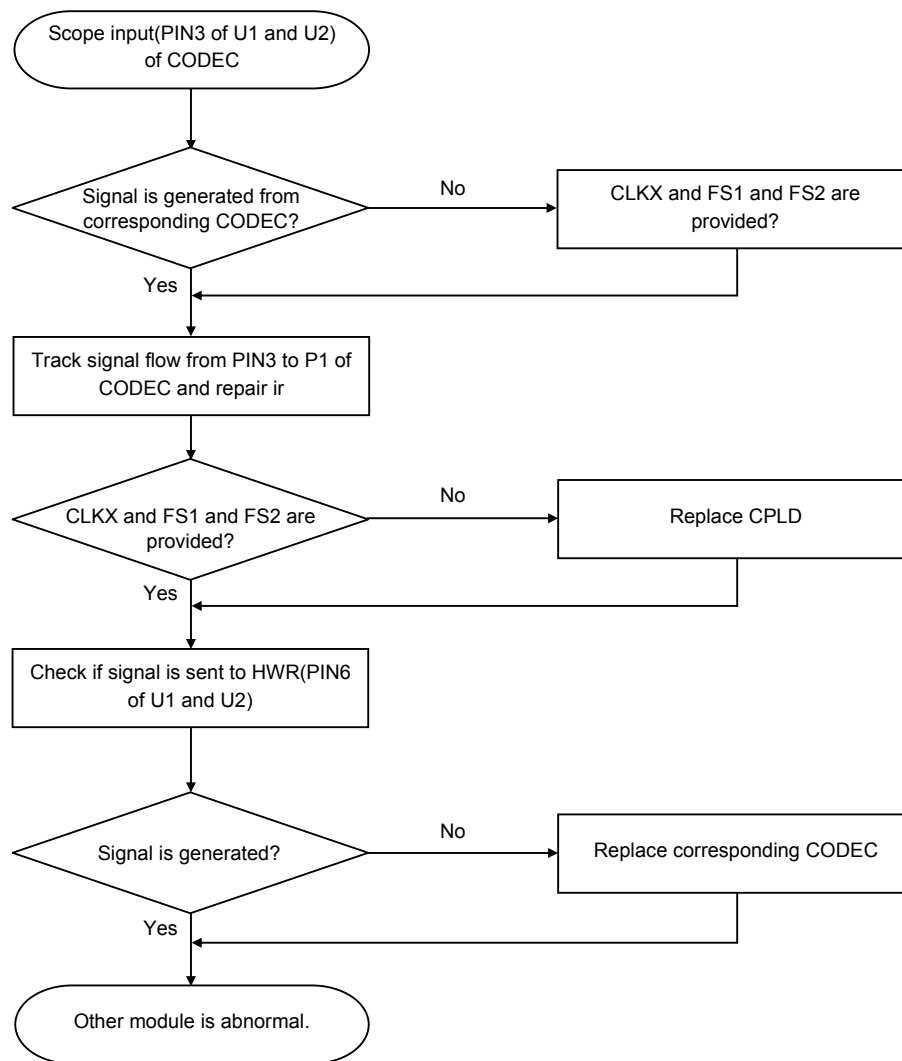 Scope input(PIN3 of U1 and U2)
of CODEC
Signal is generated from
corresponding CODEC?
No
CLKX and FS1 and FS2 are
provided?
Yes
Track signal flow from PIN3 to P1 of
CODEC and repair ir
CLKX and FS1 and FS2 are
provided?
No
Replace CPLD
Yes
Check if signal is sent to HWR(PIN6
of U1 and U2)
Signal is generated?
No
Replace corresponding CODEC
Yes
Other module is abnormal.